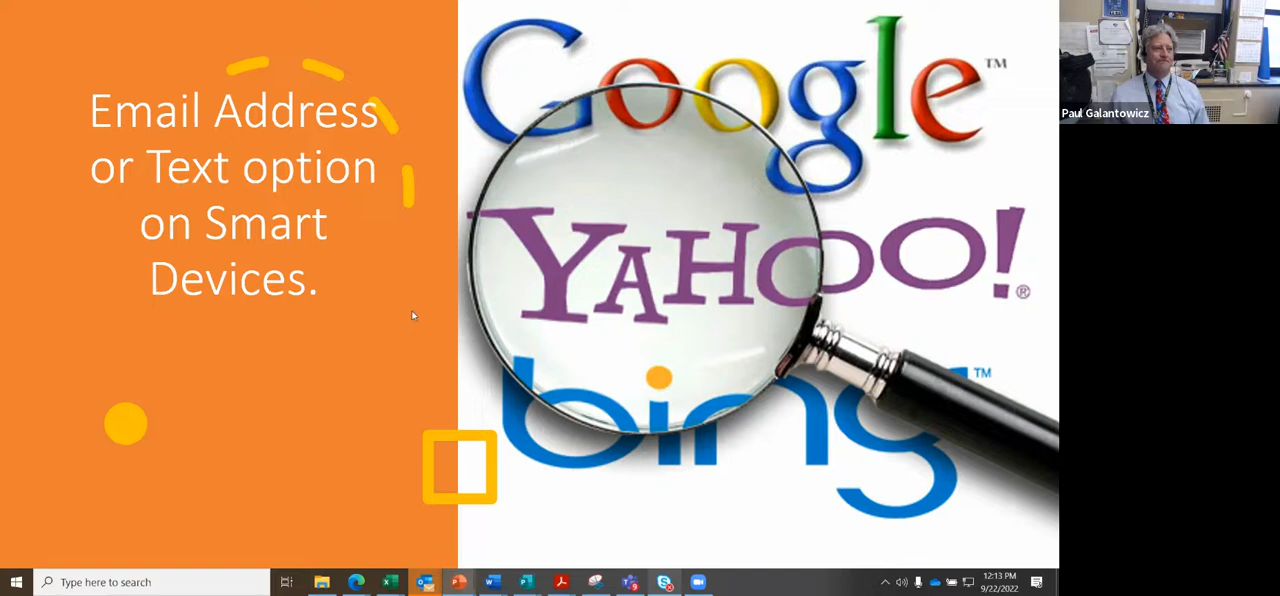 Email Address
or Text option
on Smart
Devices.
Google™
YAHOO!®
bing™
Paul Galantowicz
Type here to search
12:13 PM
9/22/2022